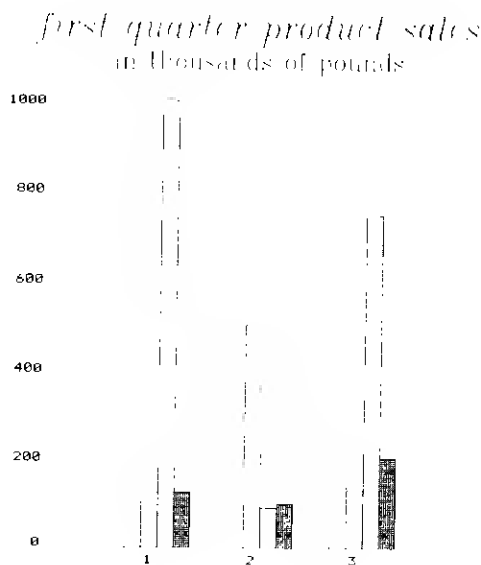 first quarter product sales
in thousands of pounds
1000
800
600
400
200
0
1 2 3